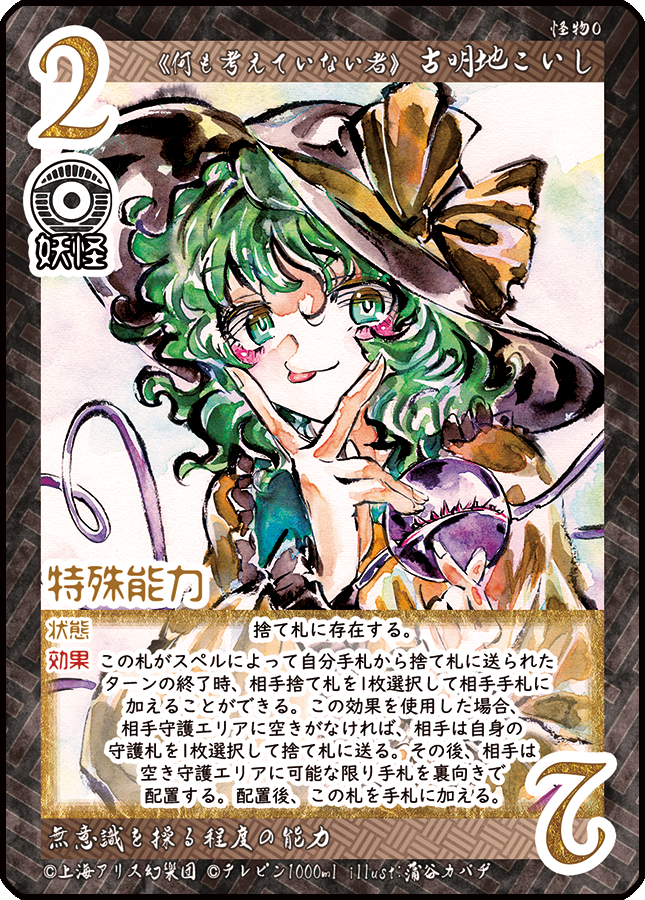 怪物0
2
《何も考えていない者》 古明地こいし
妖怪
特殊能力
状態 捨て札に存在する。
効果 この札がスペルによって自分手札から捨て札に送られた
ターンの終了時、相手捨て札を1枚選択して相手手札に
加えることができる。この効果を使用した場合、
相手守護エリアに空きがなければ、相手は自身の
守護札を1枚選択して捨て札に送る。その後、相手は
空き守護エリアに可能な限り手札を裏向きで
配置する。配置後、この札を手札に加える。
2
無意識を操る程度の能力
©上海アリス幻樂団 ©テレピン1000ml illust:蒲谷カバヂ